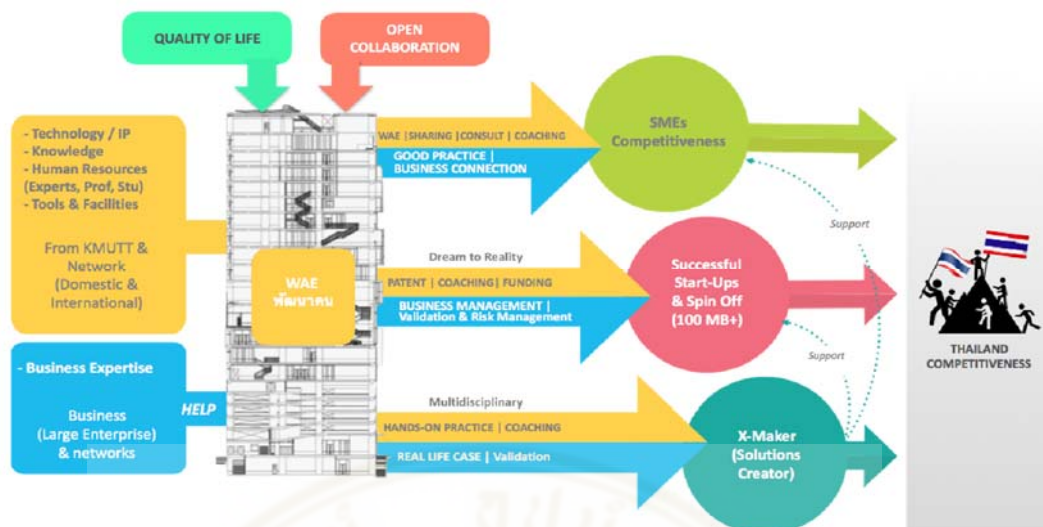 QUALITY OF LIFE
OPEN
COLLABORATION
- Technology / IP
- Knowledge
- Human Resources
(Experts, Prof, Stu)
- Tools & Facilities
From KMUTT &
Network
(Domestic &
International)
- Business Expertise
Business
(Large Enterprise)
& networks
HELP
WAE
พัฒนาคน
WAE |SHARING |CONSULT | COACHING
GOOD PRACTICE |
BUSINESS CONNECTION
Dream to Reality
PATENT | COACHING| FUNDING
BUSINESS MANAGEMENT |
Validation & Risk Management
Multidisciplinary
HANDS-ON PRACTICE | COACHING
REAL LIFE CASE | Validation
SMEs
Competitiveness
Successful
Start-Ups
& Spin Off
(100 MB+)
X-Maker
(Solutions
Creator)
Support
Support
THAILAND
COMPETITIVENESS